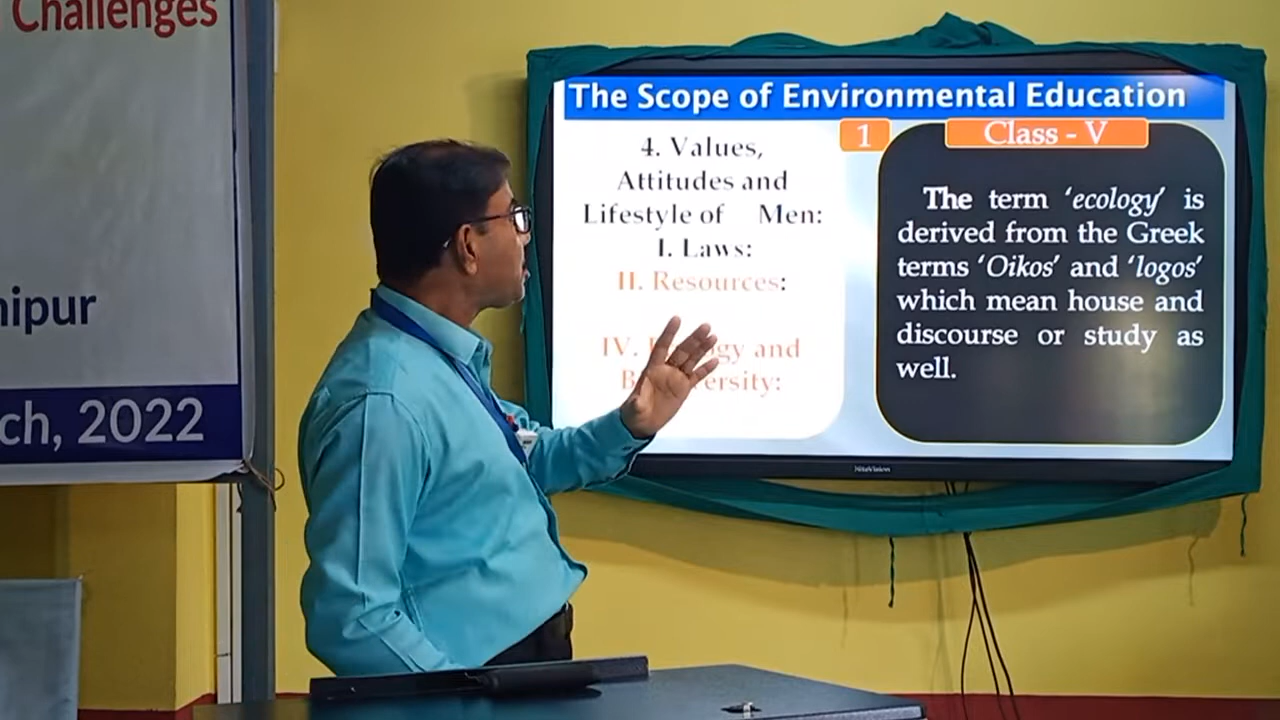 Challenges
nipur
ch, 2022
The Scope of Environmental Education
4. Values,
Attitudes and
Lifestyle of Men:
I. Laws:
II. Resources:
IV. and
1
Class - V
The term ‘ecology’ is
derived from the Greek
terms ‘Oikos’ and ‘logos’
which mean house and
discourse or study as
well.